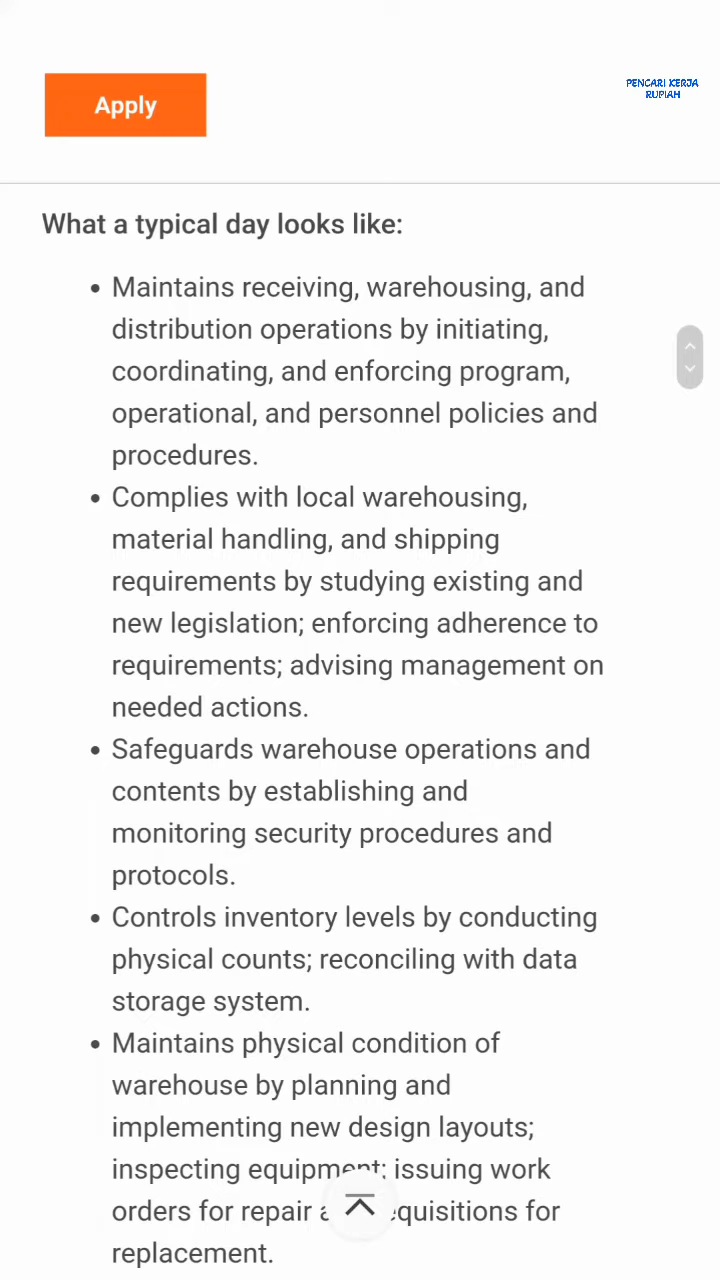 Apply
PENCARI KERJA
RUPIAH
What a typical day looks like:
• Maintains receiving, warehousing, and
distribution operations by initiating,
coordinating, and enforcing program,
operational, and personnel policies and
procedures.
• Complies with local warehousing,
material handling, and shipping
requirements by studying existing and
new legislation; enforcing adherence to
requirements; advising management on
needed actions.
• Safeguards warehouse operations and
contents by establishing and
monitoring security procedures and
protocols.
• Controls inventory levels by conducting
physical counts; reconciling with data
storage system.
• Maintains physical condition of
warehouse by planning and
implementing new design layouts;
inspecting equipment; issuing work
orders for repair for
replacement.